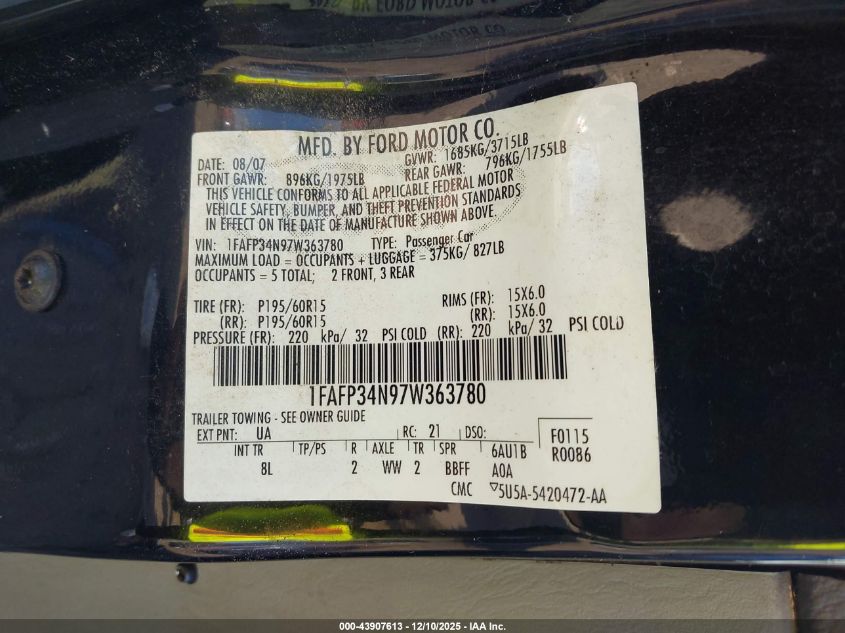 MFD. BY FORD MOTOR CO.
DATE: 08/07 GVWR: 1685KG/3715LB
FRONT GAWR: 896KG/1975LB REAR GAWR: 796KG/1755LB
THIS VEHICLE CONFORMS TO ALL APPLICABLE FEDERAL MOTOR
VEHICLE SAFETY, BUMPER, AND THEFT PREVENTION STANDARDS
IN EFFECT ON THE DATE OF MANUFACTURE SHOWN ABOVE.
VIN: 1FAFP34N97W363780 TYPE: Passenger Car
MAXIMUM LOAD = OCCUPANTS + LUGGAGE = 375KG/ 827LB
OCCUPANTS = 5 TOTAL; 2 FRONT, 3 REAR
TIRE (FR): P195/60R15 RIMS (FR): 15X6.0
(RR): P195/60R15 (RR): 15X6.0
PRESSURE (FR): 220 kPa/ 32 PSI COLD (RR): 220 kPa/ 32 PSI COLD
1FAFP34N97W363780
TRAILER TOWING - SEE OWNER GUIDE
EXT PNT: UA RC: 21 DSO: F0115
INT TR TP/PS R AXLE TR SPR 6AU1B R0086
8L 2 WW 2 BBFF AOA
CMC ▽5U5A-5420472-AA
000-43907613 - 12/10/2025 - IAA Inc.